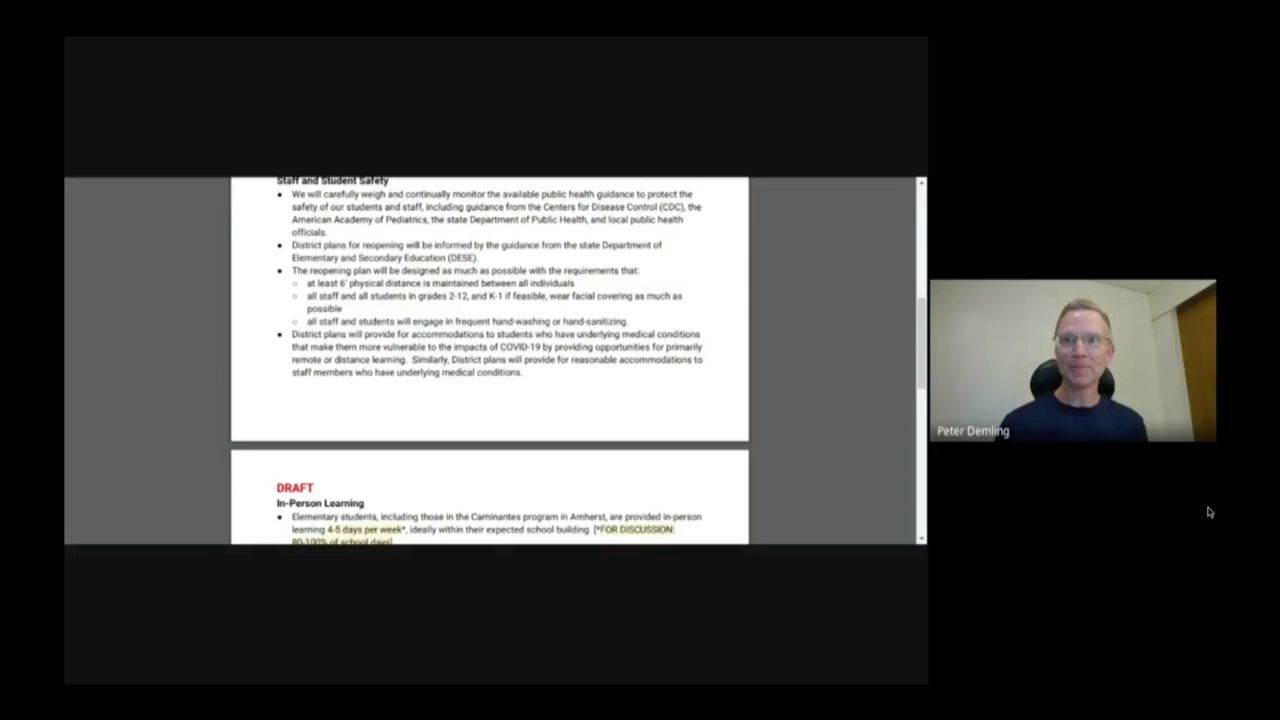 Staff and Student Safety
● We will carefully weigh and continually monitor the available public health guidance to protect the
safety of our students and staff, including guidance from the Centers for Disease Control (CDC), the
American Academy of Pediatrics, the state Department of Public Health, and local public health
officials.
● District plans for reopening will be informed by the guidance from the state Department of
Elementary and Secondary Education (DESE).
● The reopening plan will be designed as much as possible with the requirements that:
○ at least 6' physical distance is maintained between all individuals
○ all staff and all students in grades 2-12, and K-1 if feasible, wear facial covering as much as
possible
○ all staff and students will engage in frequent hand-washing or hand-sanitizing.
● District plans will provide for accommodations to students who have underlying medical conditions
that make them more vulnerable to the impacts of COVID-19 by providing opportunities for primarily
remote or distance learning. Similarly, District plans will provide for reasonable accommodations to
staff members who have underlying medical conditions.
DRAFT
In-Person Learning
● Elementary students, including those in the Caminantes program in Amherst, are provided in-person
learning 4-5 days per week*, ideally within their expected school building. [*FOR DISCUSSION:
80-100% of school days]
Peter Demling